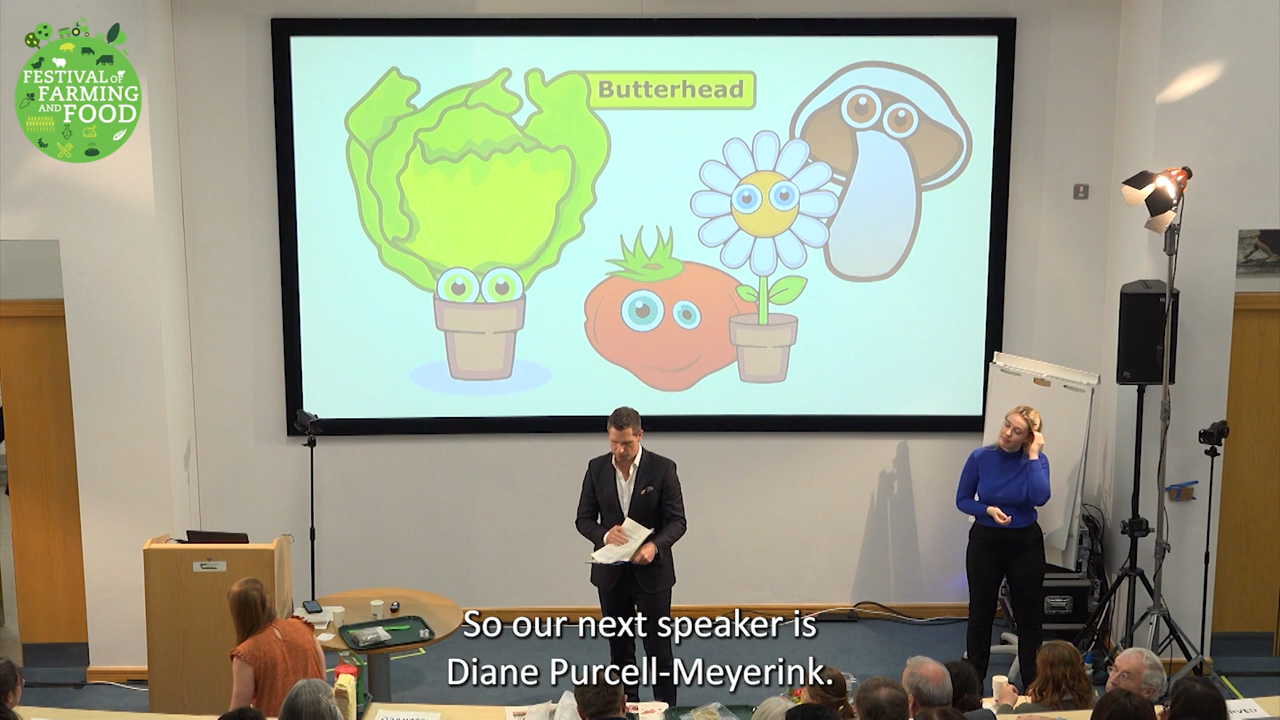 FESTIVAL of
FARMING
AND FOOD
Butterhead
So our next speaker is
Diane Purcell-Meyerink.